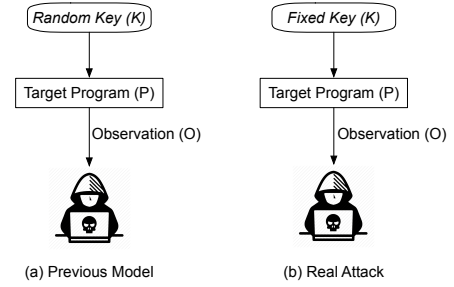 Random Key (K)
Target Program (P)
Observation (O)
(a) Previous Model
Fixed Key (K)
Target Program (P)
Observation (O)
(b) Real Attack